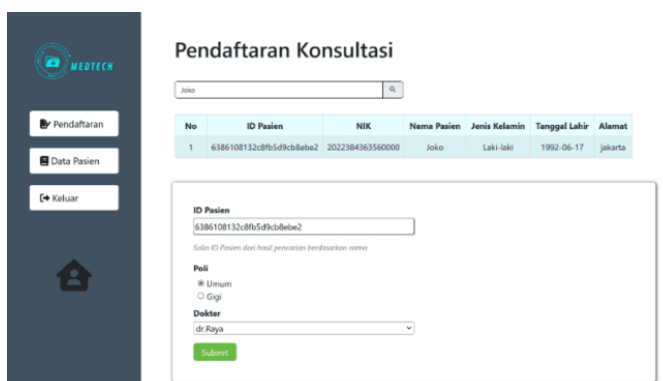 MEDTECH
Pendaftaran
Data Pasien
Keluar
Pendaftaran Konsultasi
Joko
No ID Pasien NIK Nama Pasien Jenis Kelamin Tanggal Lahir Alamat
1 6386108132c8fb5d9cb8ebe2 2022384363560000 Joko Laki-laki 1992-06-17 jakarta
ID Pasien
6386108132c8fb5d9cb8ebe2
Salin ID Pasien dari hasil pencarian berdasarkan nama
Poli
Umum
Gigi
Dokter
dr.Raya
Submit